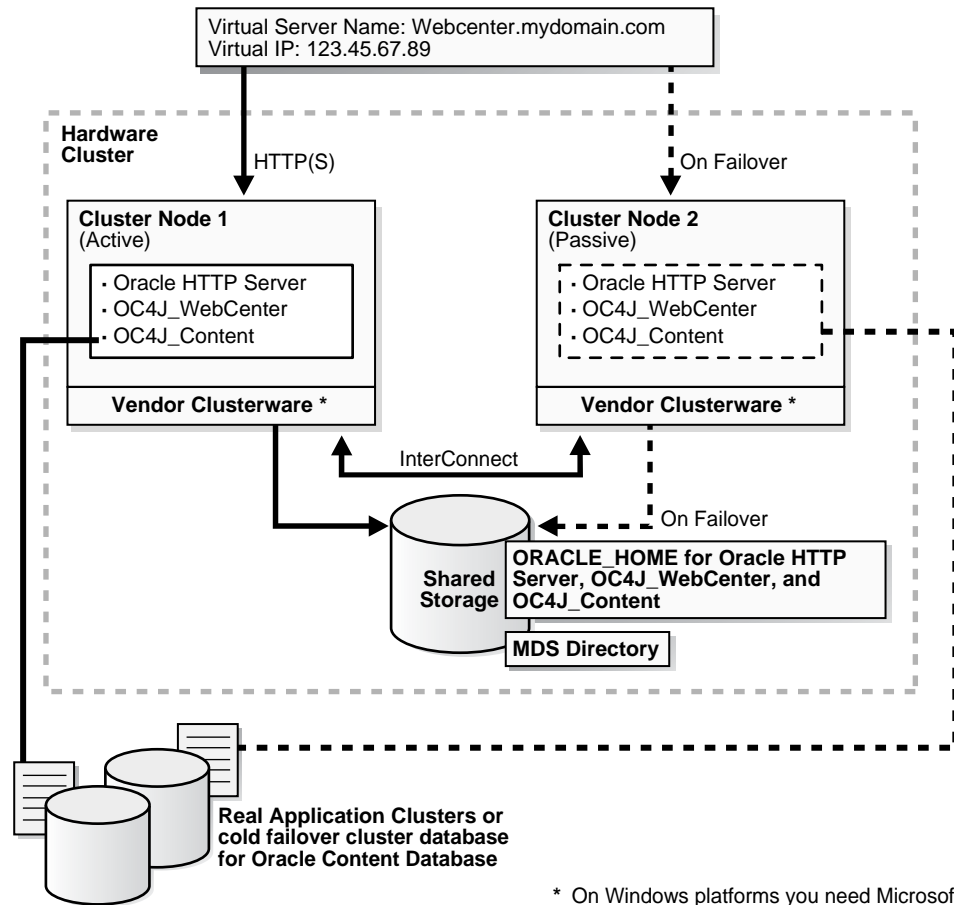 Virtual Server Name: Webcenter.mydomain.com
Virtual IP: 123.45.67.89
Hardware
Cluster
HTTP(S)
On Failover
Cluster Node 1
(Active)
· Oracle HTTP Server
· OC4J_WebCenter
· OC4J_Content
Vendor Clusterware *
Cluster Node 2
(Passive)
· Oracle HTTP Server
· OC4J_WebCenter
· OC4J_Content
Vendor Clusterware *
InterConnect
On Failover
Shared
Storage
ORACLE_HOME for Oracle HTTP
Server, OC4J_WebCenter, and
OC4J_Content
MDS Directory
Real Application Clusters or
cold failover cluster database
for Oracle Content Database
* On Windows platforms you need